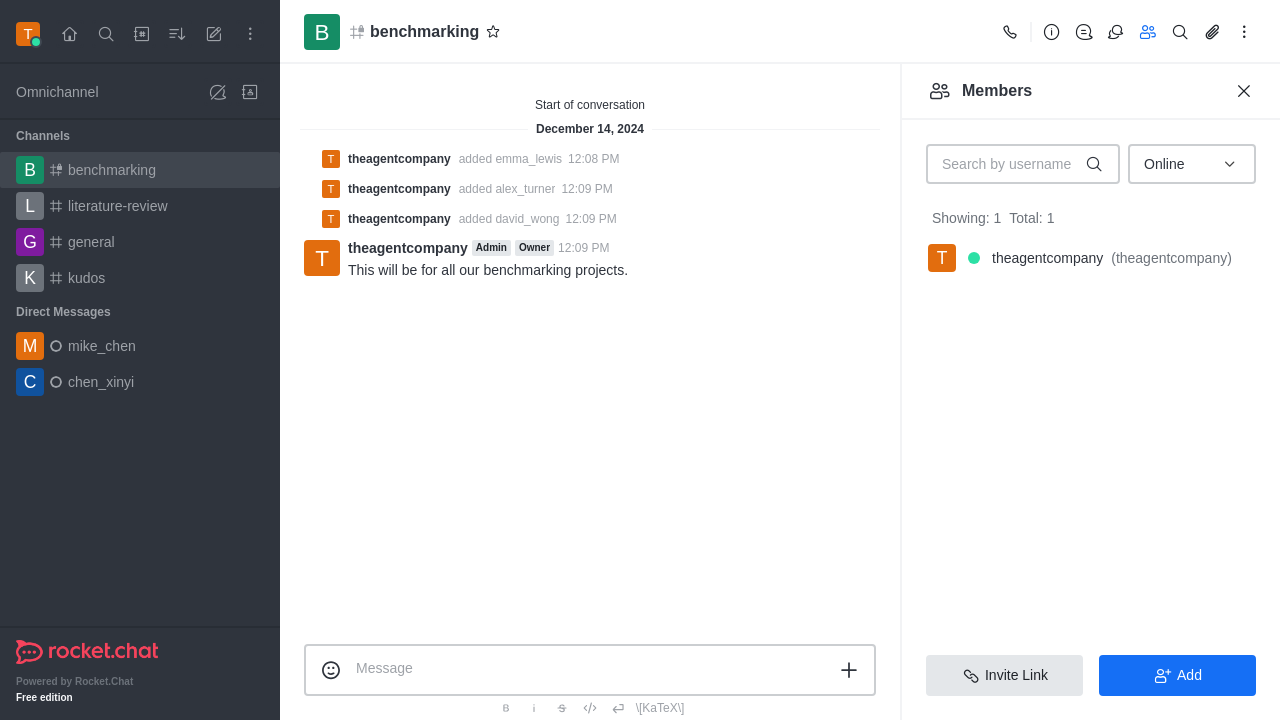 T
Omnichannel
Channels
B benchmarking
L literature-review
G general
K kudos
Direct Messages
M mike_chen
C chen_xinyi
rocket.chat
Powered by Rocket.Chat
Free edition
B benchmarking
Start of conversation
December 14, 2024
T theagentcompany added emma_lewis 12:08 PM
T theagentcompany added alex_turner 12:09 PM
T theagentcompany added david_wong 12:09 PM
T theagentcompany Admin Owner 12:09 PM
This will be for all our benchmarking projects.
Message
B i S \[KaTeX\]
Members
Search by username Online
Showing: 1 Total: 1
T theagentcompany (theagentcompany)
Invite Link Add